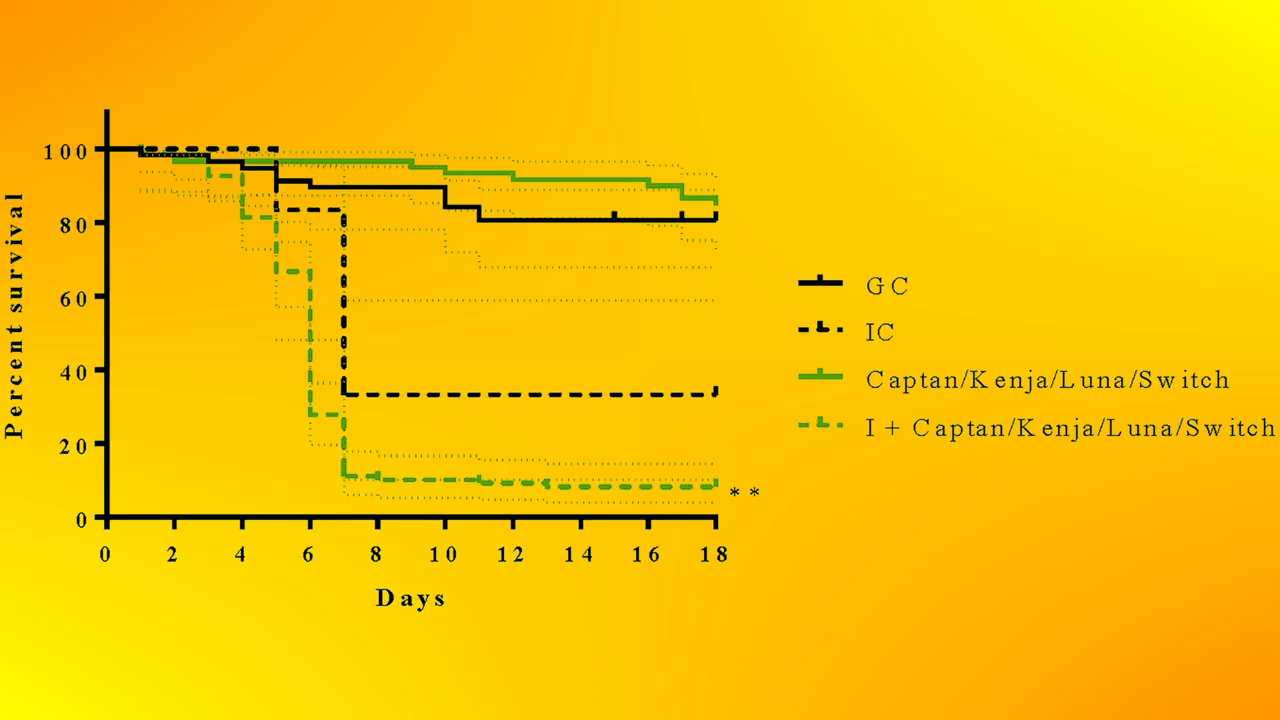 Percent survival
100
80
60
40
20
0
0 2 4 6 8 10 12 14 16 18
Days
GC
IC
Captan/Kenja/Luna/Switch
I + Captan/Kenja/Luna/Switch
**